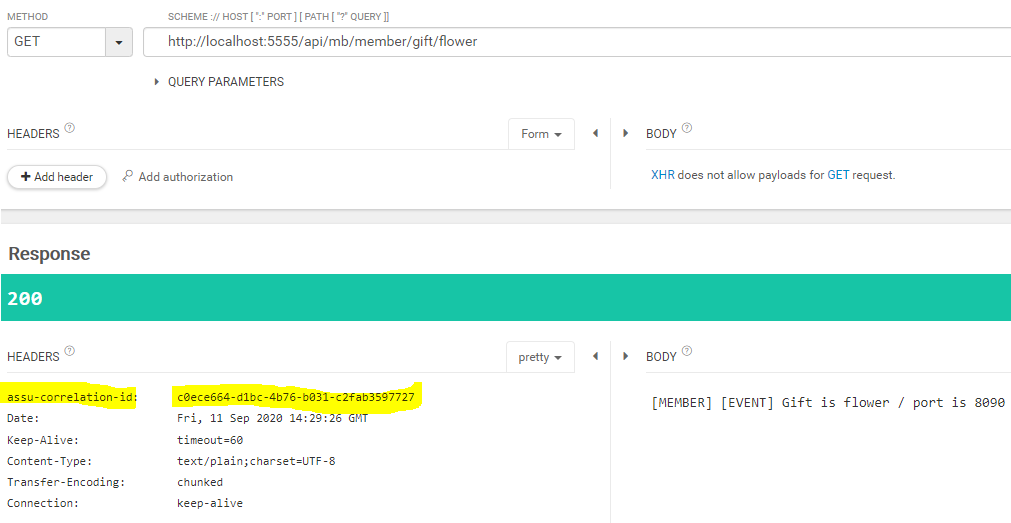 METHOD
SCHEME :// HOST [ ":" PORT ] [ PATH [ "?" QUERY ]]
GET
http://localhost:5555/api/mb/member/gift/flower
QUERY PARAMETERS
HEADERS ?
Form
BODY ?
+ Add header
Add authorization
XHR does not allow payloads for GET request.
Response
200
HEADERS ?
pretty
BODY ?
assu-correlation-id: c0ece664-d1bc-4b76-b031-c2fab3597727
Date: Fri, 11 Sep 2020 14:29:26 GMT
Keep-Alive: timeout=60
Content-Type: text/plain;charset=UTF-8
Transfer-Encoding: chunked
Connection: keep-alive
[MEMBER] [EVENT] Gift is flower / port is 8090